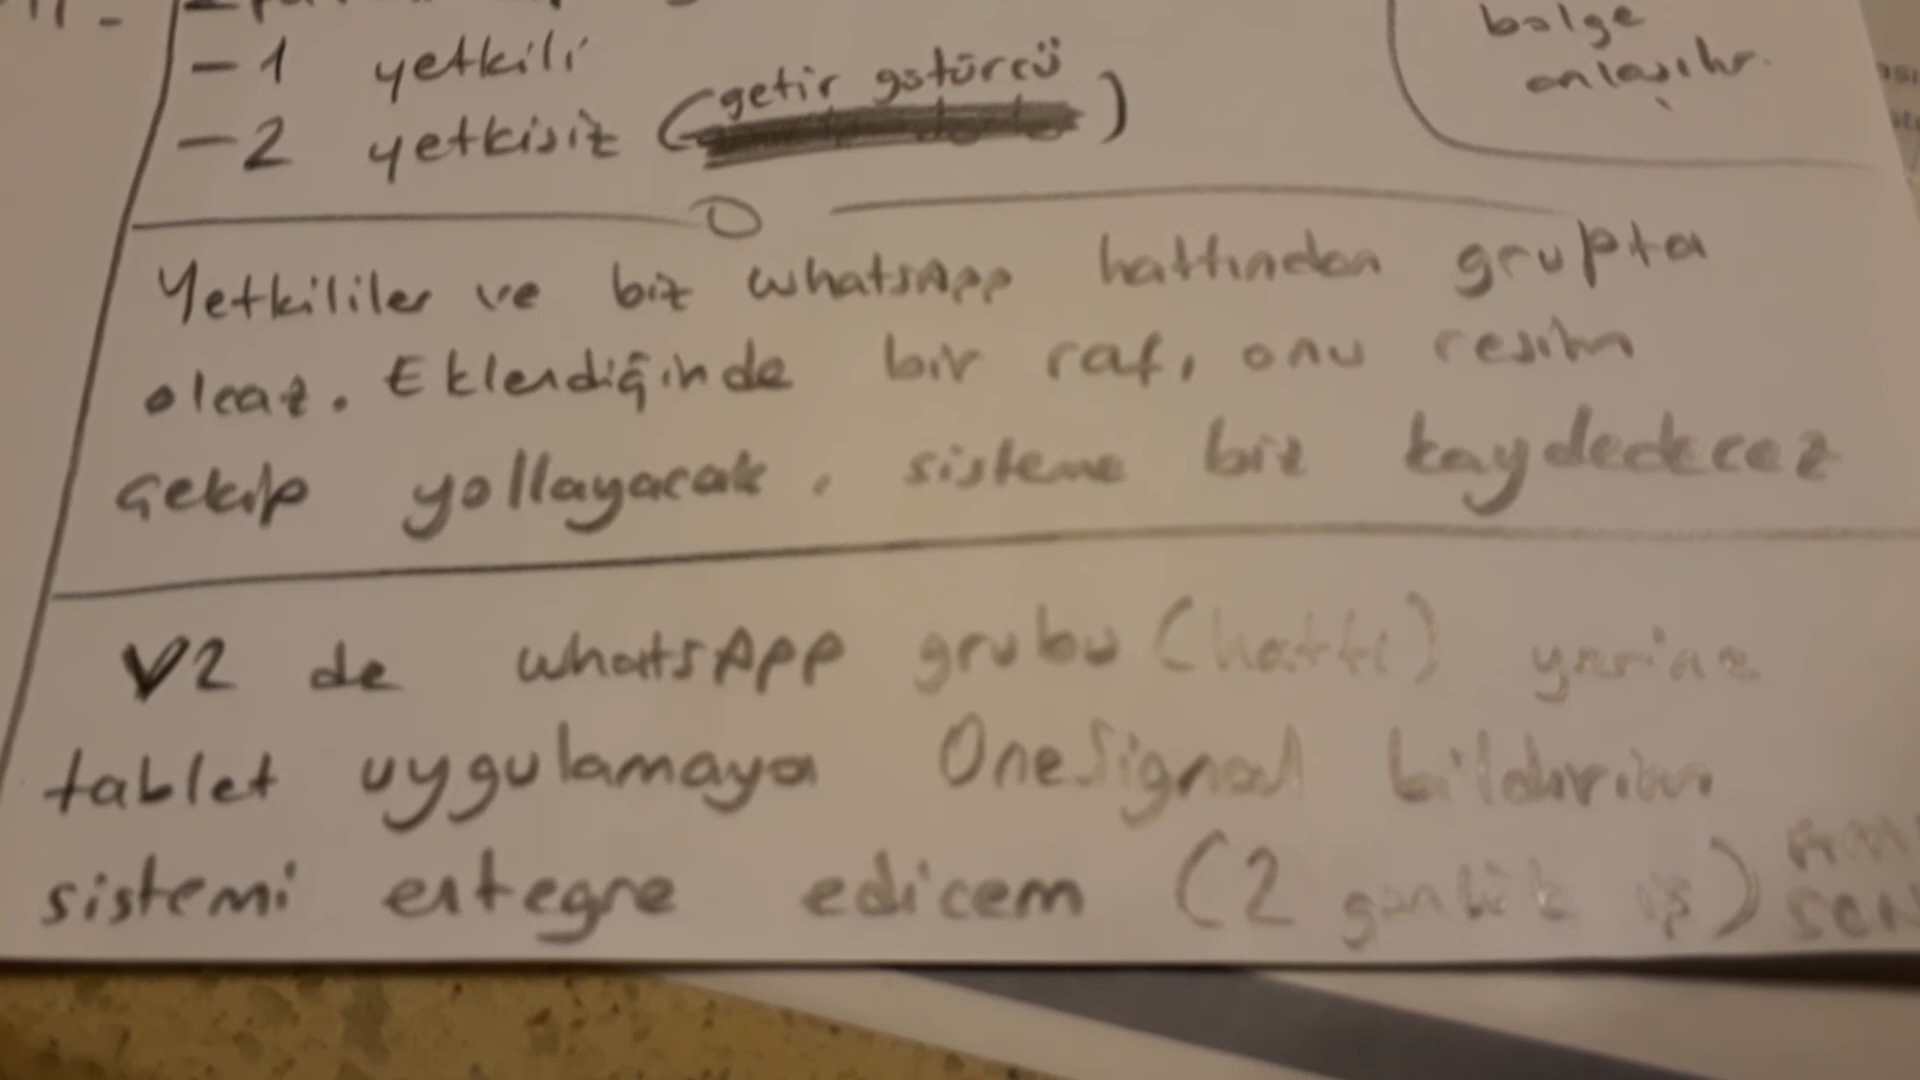 - 1 yetkili
- 2 yetkisiz (getir götürcü)
bölge
anlaşılır.
Yetkililer ve biz whatsApp hattından grupta
olcaz. Eklendiğinde bir raf, onu resim
çekip yollayacak, sisteme biz kaydedcez
V2 de whatsApp grubu (hattı) yerine
tablet uygulamaya OneSignal bildirim
sistemi entegre edicem (2 günlük iş)